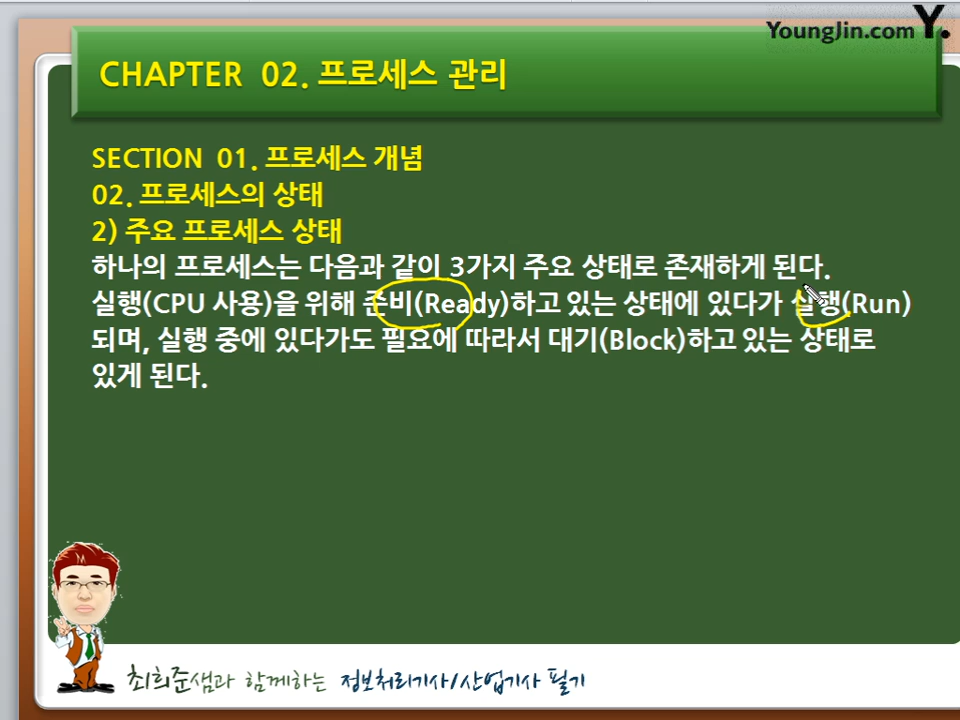 YoungJin.com Y.
CHAPTER 02. 프로세스 관리
SECTION 01. 프로세스 개념
02. 프로세스의 상태
2) 주요 프로세스 상태
하나의 프로세스는 다음과 같이 3가지 주요 상태로 존재하게 된다.
실행(CPU 사용)을 위해 준비(Ready)하고 있는 상태에 있다가 실행(Run)
되며, 실행 중에 있다가도 필요에 따라서 대기(Block)하고 있는 상태로
있게 된다.
최희준샘과 함께하는 정보처리기사/산업기사 필기